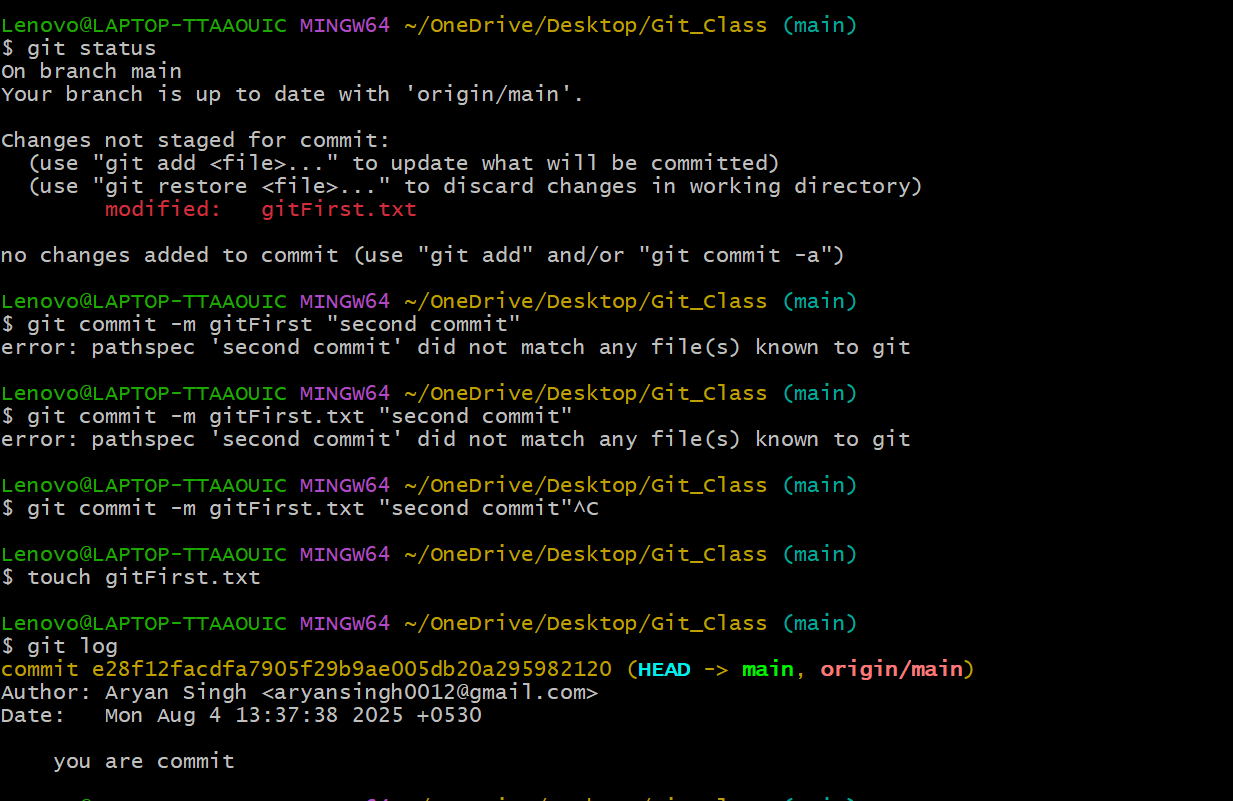 Lenovo@LAPTOP-TTAAOUIC MINGW64 ~/OneDrive/Desktop/Git_Class (main)
$ git status
On branch main
Your branch is up to date with 'origin/main'.
Changes not staged for commit:
  (use "git add <file>..." to update what will be committed)
  (use "git restore <file>..." to discard changes in working directory)
        modified:   gitFirst.txt
no changes added to commit (use "git add" and/or "git commit -a")
Lenovo@LAPTOP-TTAAOUIC MINGW64 ~/OneDrive/Desktop/Git_Class (main)
$ git commit -m gitFirst "second commit"
error: pathspec 'second commit' did not match any file(s) known to git
Lenovo@LAPTOP-TTAAOUIC MINGW64 ~/OneDrive/Desktop/Git_Class (main)
$ git commit -m gitFirst.txt "second commit"
error: pathspec 'second commit' did not match any file(s) known to git
Lenovo@LAPTOP-TTAAOUIC MINGW64 ~/OneDrive/Desktop/Git_Class (main)
$ git commit -m gitFirst.txt "second commit"^C
Lenovo@LAPTOP-TTAAOUIC MINGW64 ~/OneDrive/Desktop/Git_Class (main)
$ touch gitFirst.txt
Lenovo@LAPTOP-TTAAOUIC MINGW64 ~/OneDrive/Desktop/Git_Class (main)
$ git log
commit e28f12facdfa7905f29b9ae005db20a295982120 (HEAD -> main, origin/main)
Author: Aryan Singh <aryansingh0012@gmail.com>
Date:   Mon Aug 4 13:37:38 2025 +0530
    you are commit